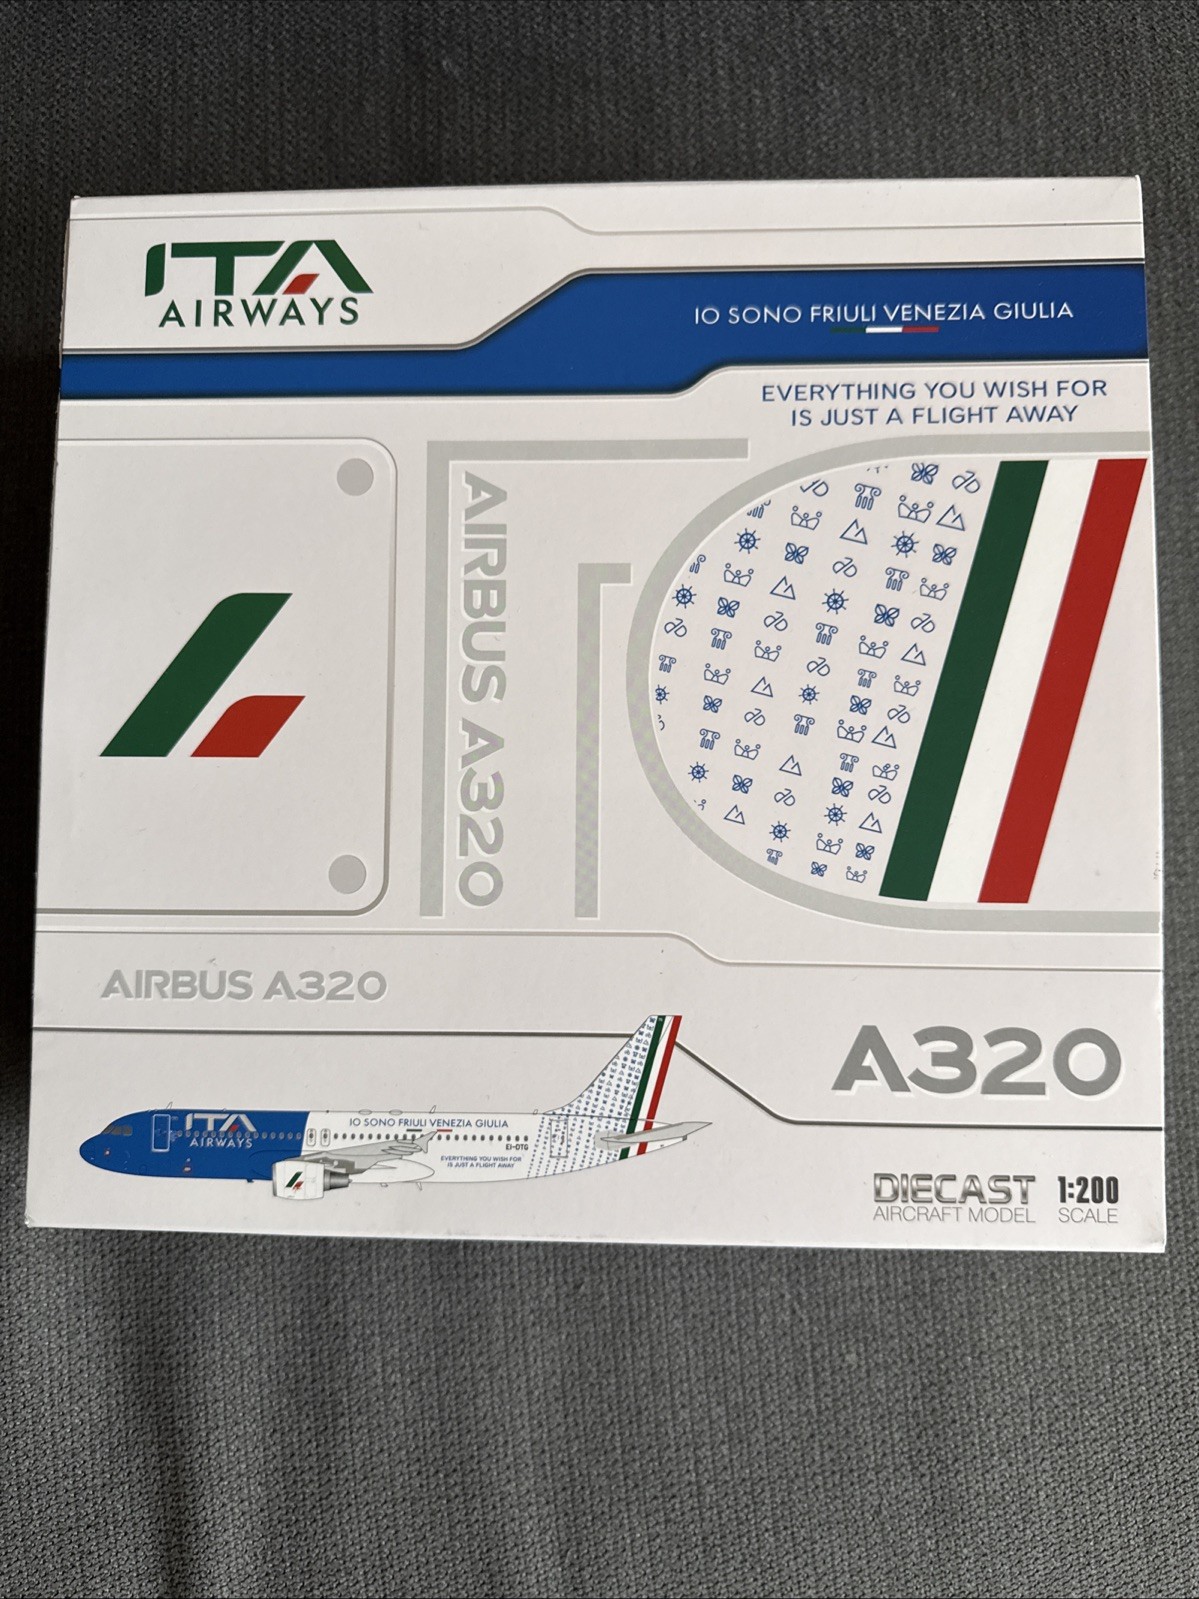 ITA
AIRWAYS
IO SONO FRIULI VENEZIA GIULIA
EVERYTHING YOU WISH FOR
IS JUST A FLIGHT AWAY
AIRBUS A320
AIRBUS A320
A320
ITA
AIRWAYS
IO SONO FRIULI VENEZIA GIULIA
EI-DTG
EVERYTHING YOU WISH FOR
IS JUST A FLIGHT AWAY
DIECAST 1:200
AIRCRAFT MODEL SCALE